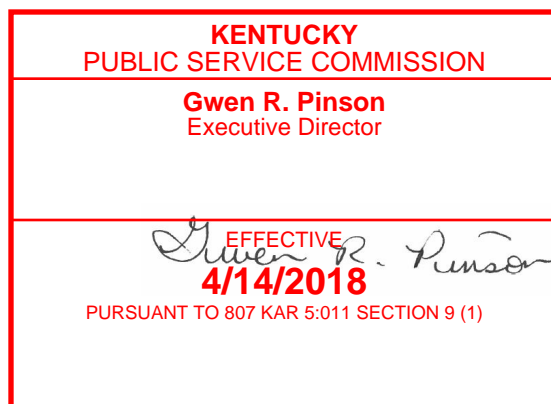 KENTUCKY
PUBLIC SERVICE COMMISSION
Gwen R. Pinson
Executive Director
EFFECTIVE
Gwen R. Pinson
4/14/2018
PURSUANT TO 807 KAR 5:011 SECTION 9 (1)